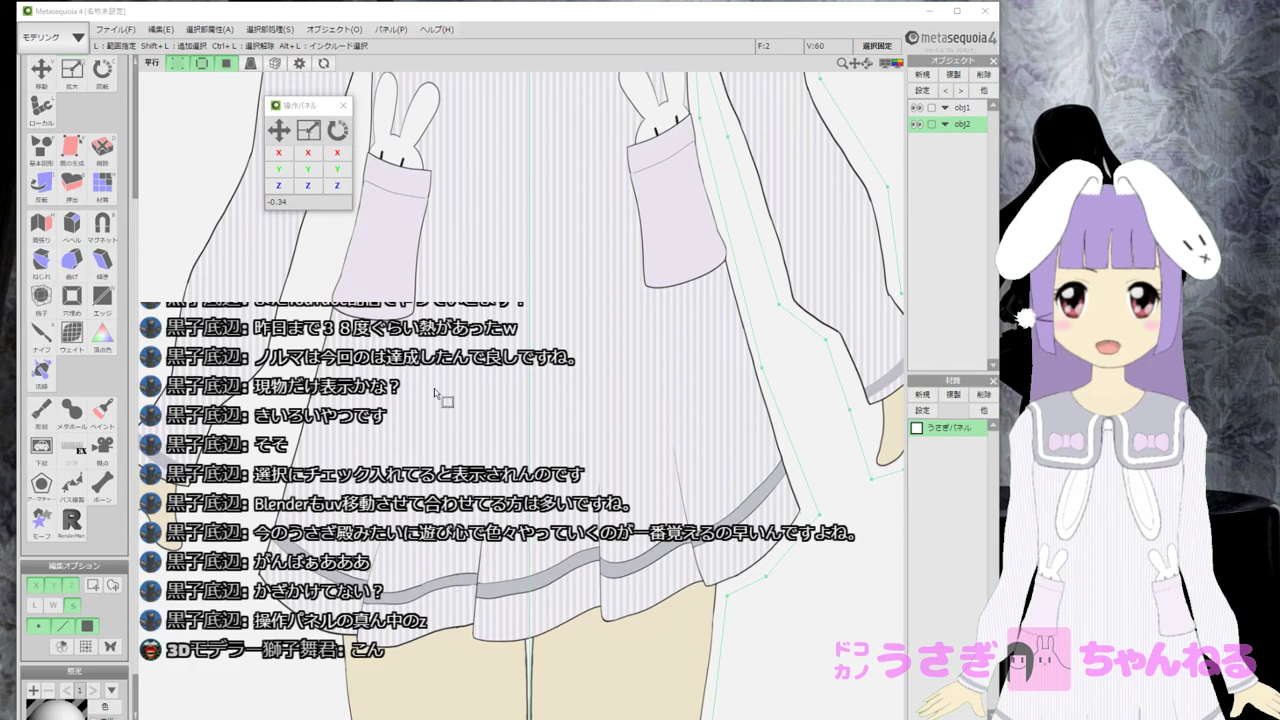 Metasequoia 4 [名称未設定]
モデリング
ファイル(F) 編集(E) 選択部属性(A) 選択部処理(S) オブジェクト(O) パネル(P) ヘルプ(H)
L：範囲指定 Shift+L：追加選択 Ctrl+L：選択解除 Alt+L：インクルード選択
F:2
V:60
選択固定
metasequoia4
平行
移動 拡大 回転
ローカル
基本図形 面の生成 削除
反転 押出 材質
面張り ベベル マグネット
ねじれ 曲げ 傾き
格子 穴埋め エッジ
ナイフ ウェイト 頂点色
法線
彫刻 メタボール ペイント
下絵 視点
アーマチャー パス複製 ボーン
モーフ RenderMan
編集オプション
X Y Z
L W S
照光
1
色
操作パネル
X X X
Y Y Y
Z Z Z
-0.34
オブジェクト
新規 複製 削除
設定 < > 他
obj1
obj2
材質
新規 複製 削除
設定 他
うさぎパネル
黒子底辺: 昨日まで３８度ぐらい熱があったw
黒子底辺: ノルマは今回のは達成したんで良しですね。
黒子底辺: 現物だけ表示かな？
黒子底辺: きいろいやつです
黒子底辺: そそ
黒子底辺: 選択にチェック入れてると表示されんのです
黒子底辺: Blenderもuv移動させて合わせてる方は多いですね。
黒子底辺: 今のうさぎ殿みたいに遊び心で色々やっていくのが一番覚えるの早いんですよね。
黒子底辺: がんばぁあああ
黒子底辺: かぎかけてない？
黒子底辺: 操作パネルの真ん中のz
3Dモデラー獅子舞君: こん
ドコカノ うさぎちゃんねる